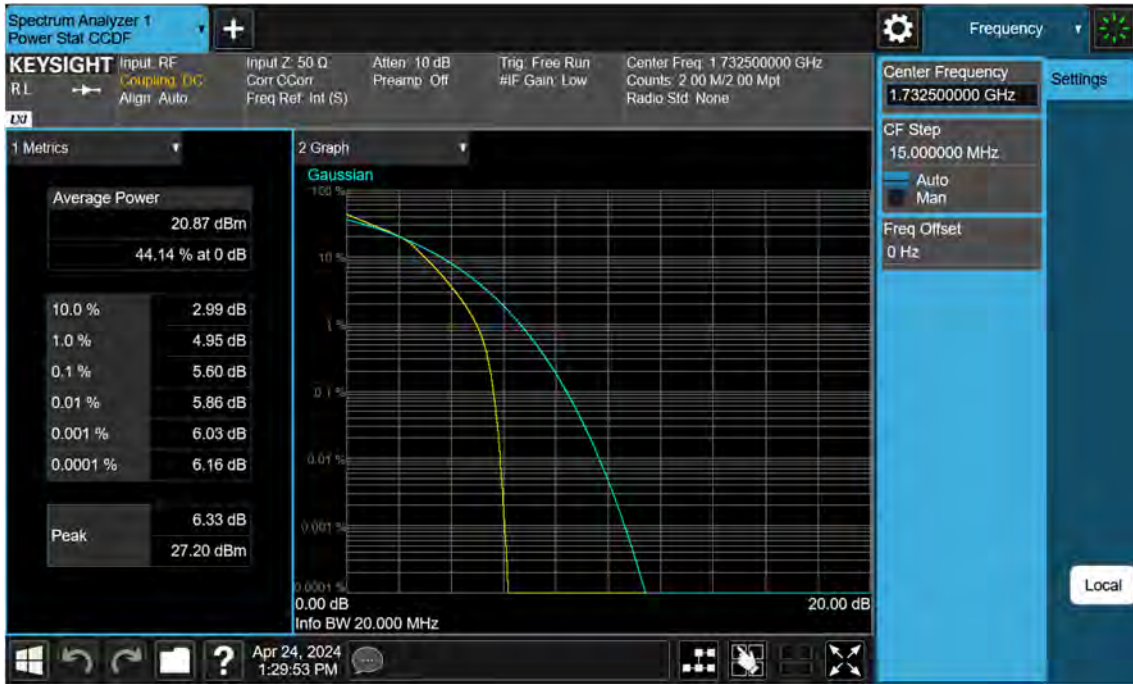 Spectrum Analyzer 1
Power Stat CCDF
Frequency
KEYSIGHT
R L
LXI
Input: RF
Coupling: DC
Align: Auto
Input Z: 50 Ω
Corr CCorr
Freq Ref: Int (S)
Atten: 10 dB
Preamp: Off
Trig: Free Run
#IF Gain: Low
Center Freq: 1.732500000 GHz
Counts: 2.00 M/2.00 Mpt
Radio Std: None
Center Frequency
1.732500000 GHz
Settings
CF Step
15.000000 MHz
Auto
Man
Freq Offset
0 Hz
1 Metrics
Average Power
20.87 dBm
44.14 % at 0 dB
10.0 % 2.99 dB
1.0 % 4.95 dB
0.1 % 5.60 dB
0.01 % 5.86 dB
0.001 % 6.03 dB
0.0001 % 6.16 dB
Peak 6.33 dB
27.20 dBm
2 Graph
Gaussian
100 %
10 %
1 %
0.1 %
0.01 %
0.001 %
0.0001 %
0.00 dB 20.00 dB
Info BW 20.000 MHz
Local
Apr 24, 2024
1:29:53 PM